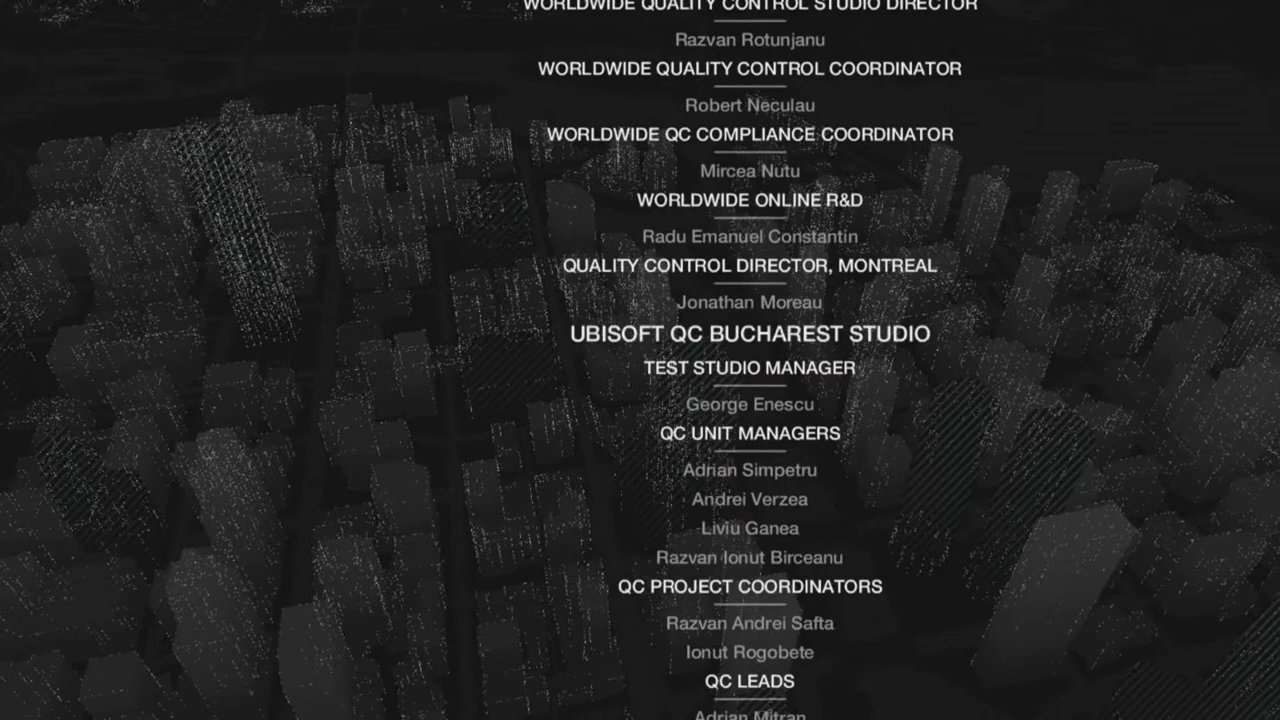 WORLDWIDE QUALITY CONTROL STUDIO DIRECTOR
Razvan Rotunjanu
WORLDWIDE QUALITY CONTROL COORDINATOR
Robert Neculau
WORLDWIDE QC COMPLIANCE COORDINATOR
Mircea Nutu
WORLDWIDE ONLINE R&D
Radu Emanuel Constantin
QUALITY CONTROL DIRECTOR, MONTREAL
Jonathan Moreau
UBISOFT QC BUCHAREST STUDIO
TEST STUDIO MANAGER
George Enescu
QC UNIT MANAGERS
Adrian Simpetru
Andrei Verzea
Liviu Ganea
Razvan Ionut Birceanu
QC PROJECT COORDINATORS
Razvan Andrei Safta
Ionut Rogobete
QC LEADS
Adrian Mitran